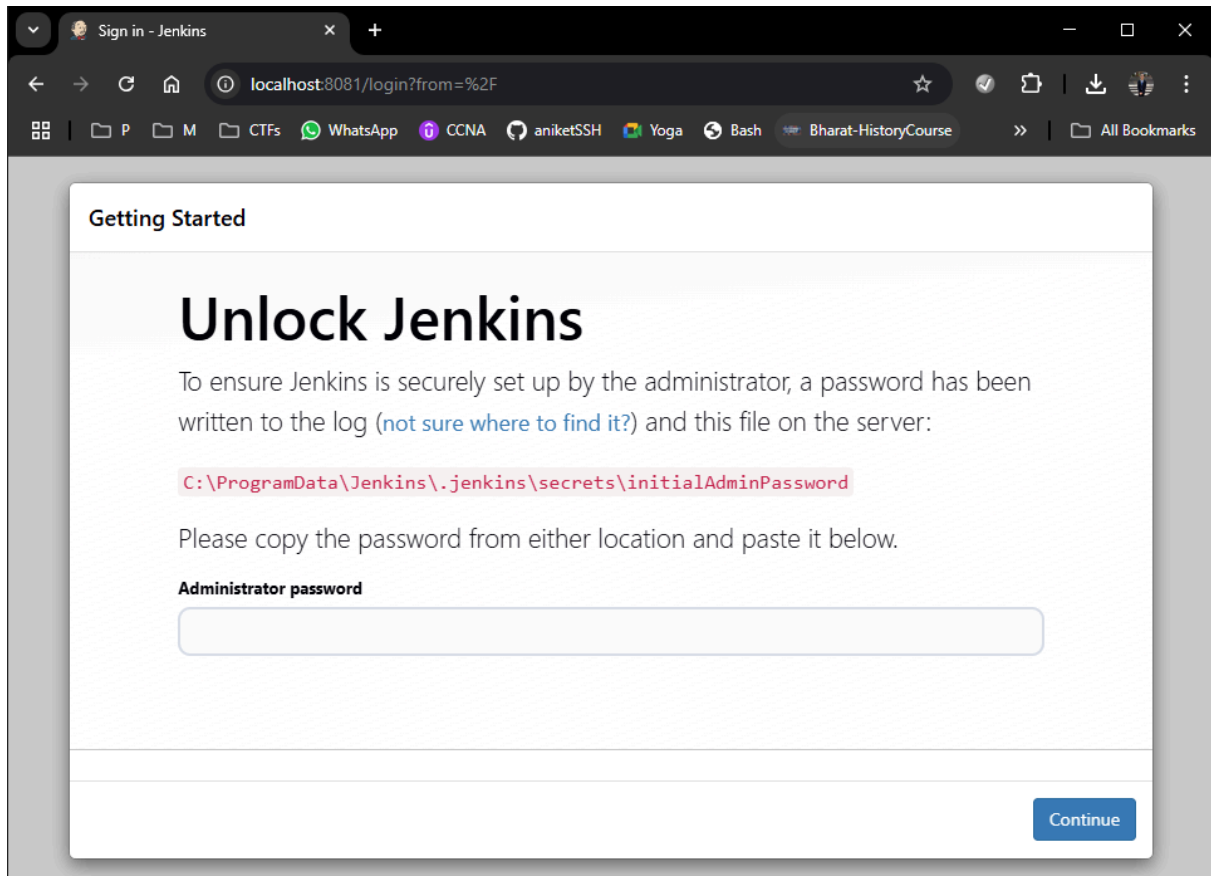 Sign in - Jenkins
localhost:8081/login?from=%2F
P M CTFs WhatsApp CCNA aniketSSH Yoga Bash Bharat-HistoryCourse » All Bookmarks
Getting Started
Unlock Jenkins
To ensure Jenkins is securely set up by the administrator, a password has been
written to the log (not sure where to find it?) and this file on the server:
C:\ProgramData\Jenkins\.jenkins\secrets\initialAdminPassword
Please copy the password from either location and paste it below.
Administrator password
Continue